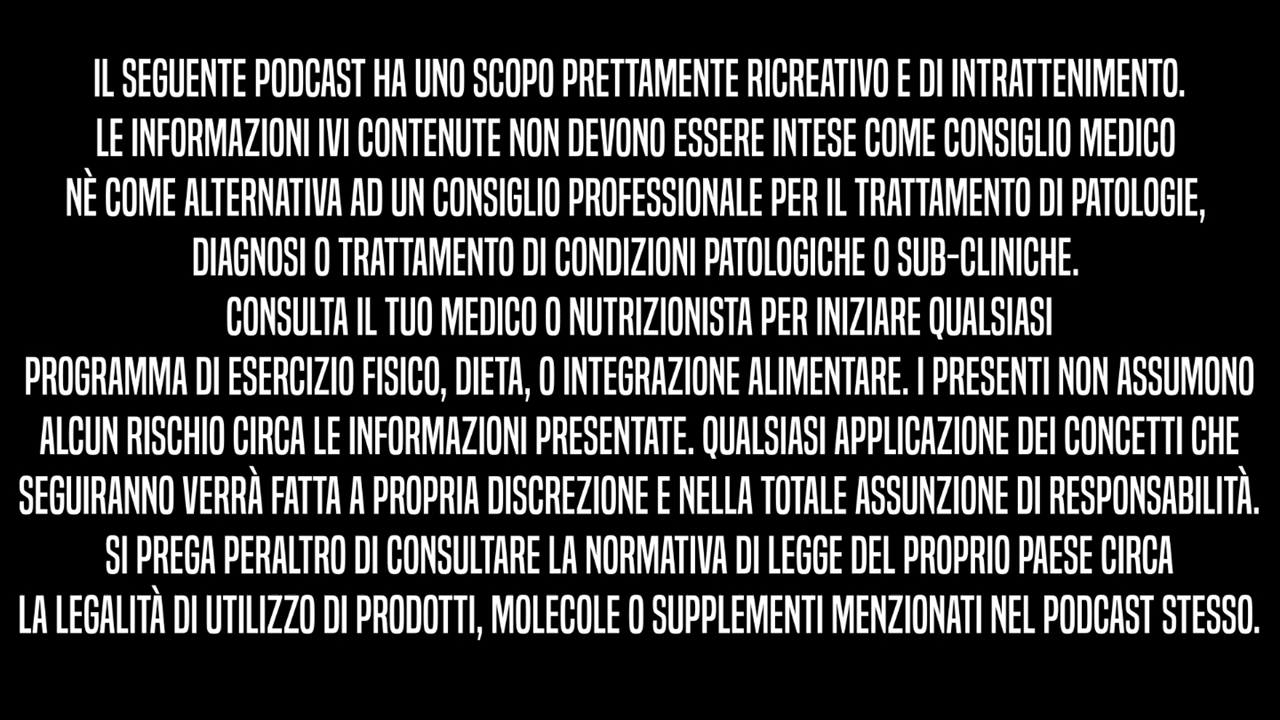 IL SEGUENTE PODCAST HA UNO SCOPO PRETTAMENTE RICREATIVO E DI INTRATTENIMENTO.
LE INFORMAZIONI IVI CONTENUTE NON DEVONO ESSERE INTESE COME CONSIGLIO MEDICO
NÈ COME ALTERNATIVA AD UN CONSIGLIO PROFESSIONALE PER IL TRATTAMENTO DI PATOLOGIE,
DIAGNOSI O TRATTAMENTO DI CONDIZIONI PATOLOGICHE O SUB-CLINICHE.
CONSULTA IL TUO MEDICO O NUTRIZIONISTA PER INIZIARE QUALSIASI
PROGRAMMA DI ESERCIZIO FISICO, DIETA, O INTEGRAZIONE ALIMENTARE. I PRESENTI NON ASSUMONO
ALCUN RISCHIO CIRCA LE INFORMAZIONI PRESENTATE. QUALSIASI APPLICAZIONE DEI CONCETTI CHE
SEGUIRANNO VERRÀ FATTA A PROPRIA DISCREZIONE E NELLA TOTALE ASSUNZIONE DI RESPONSABILITÀ.
SI PREGA PERALTRO DI CONSULTARE LA NORMATIVA DI LEGGE DEL PROPRIO PAESE CIRCA
LA LEGALITÀ DI UTILIZZO DI PRODOTTI, MOLECOLE O SUPPLEMENTI MENZIONATI NEL PODCAST STESSO.